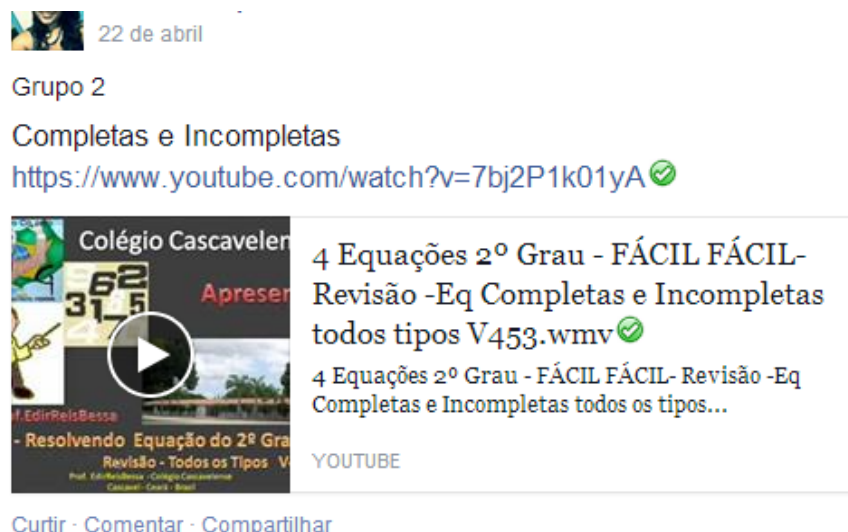 22 de abril
Grupo 2
Completas e Incompletas
https://www.youtube.com/watch?v=7bj2P1k01yA
Colégio Cascavelen
62
31-5
Apresen
f.EdirReisBessa
- Resolvendo Equação do 2º Gra
Revisão - Todos os Tipos V
Prof. EdirReisBessa - Colégio Cascavelense
Cascavel - Ceará - Brasil
4 Equações 2º Grau - FÁCIL FÁCIL-
Revisão -Eq Completas e Incompletas
todos tipos V453.wmv
4 Equações 2º Grau - FÁCIL FÁCIL- Revisão -Eq
Completas e Incompletas todos os tipos...
YOUTUBE
Curtir · Comentar · Compartilhar